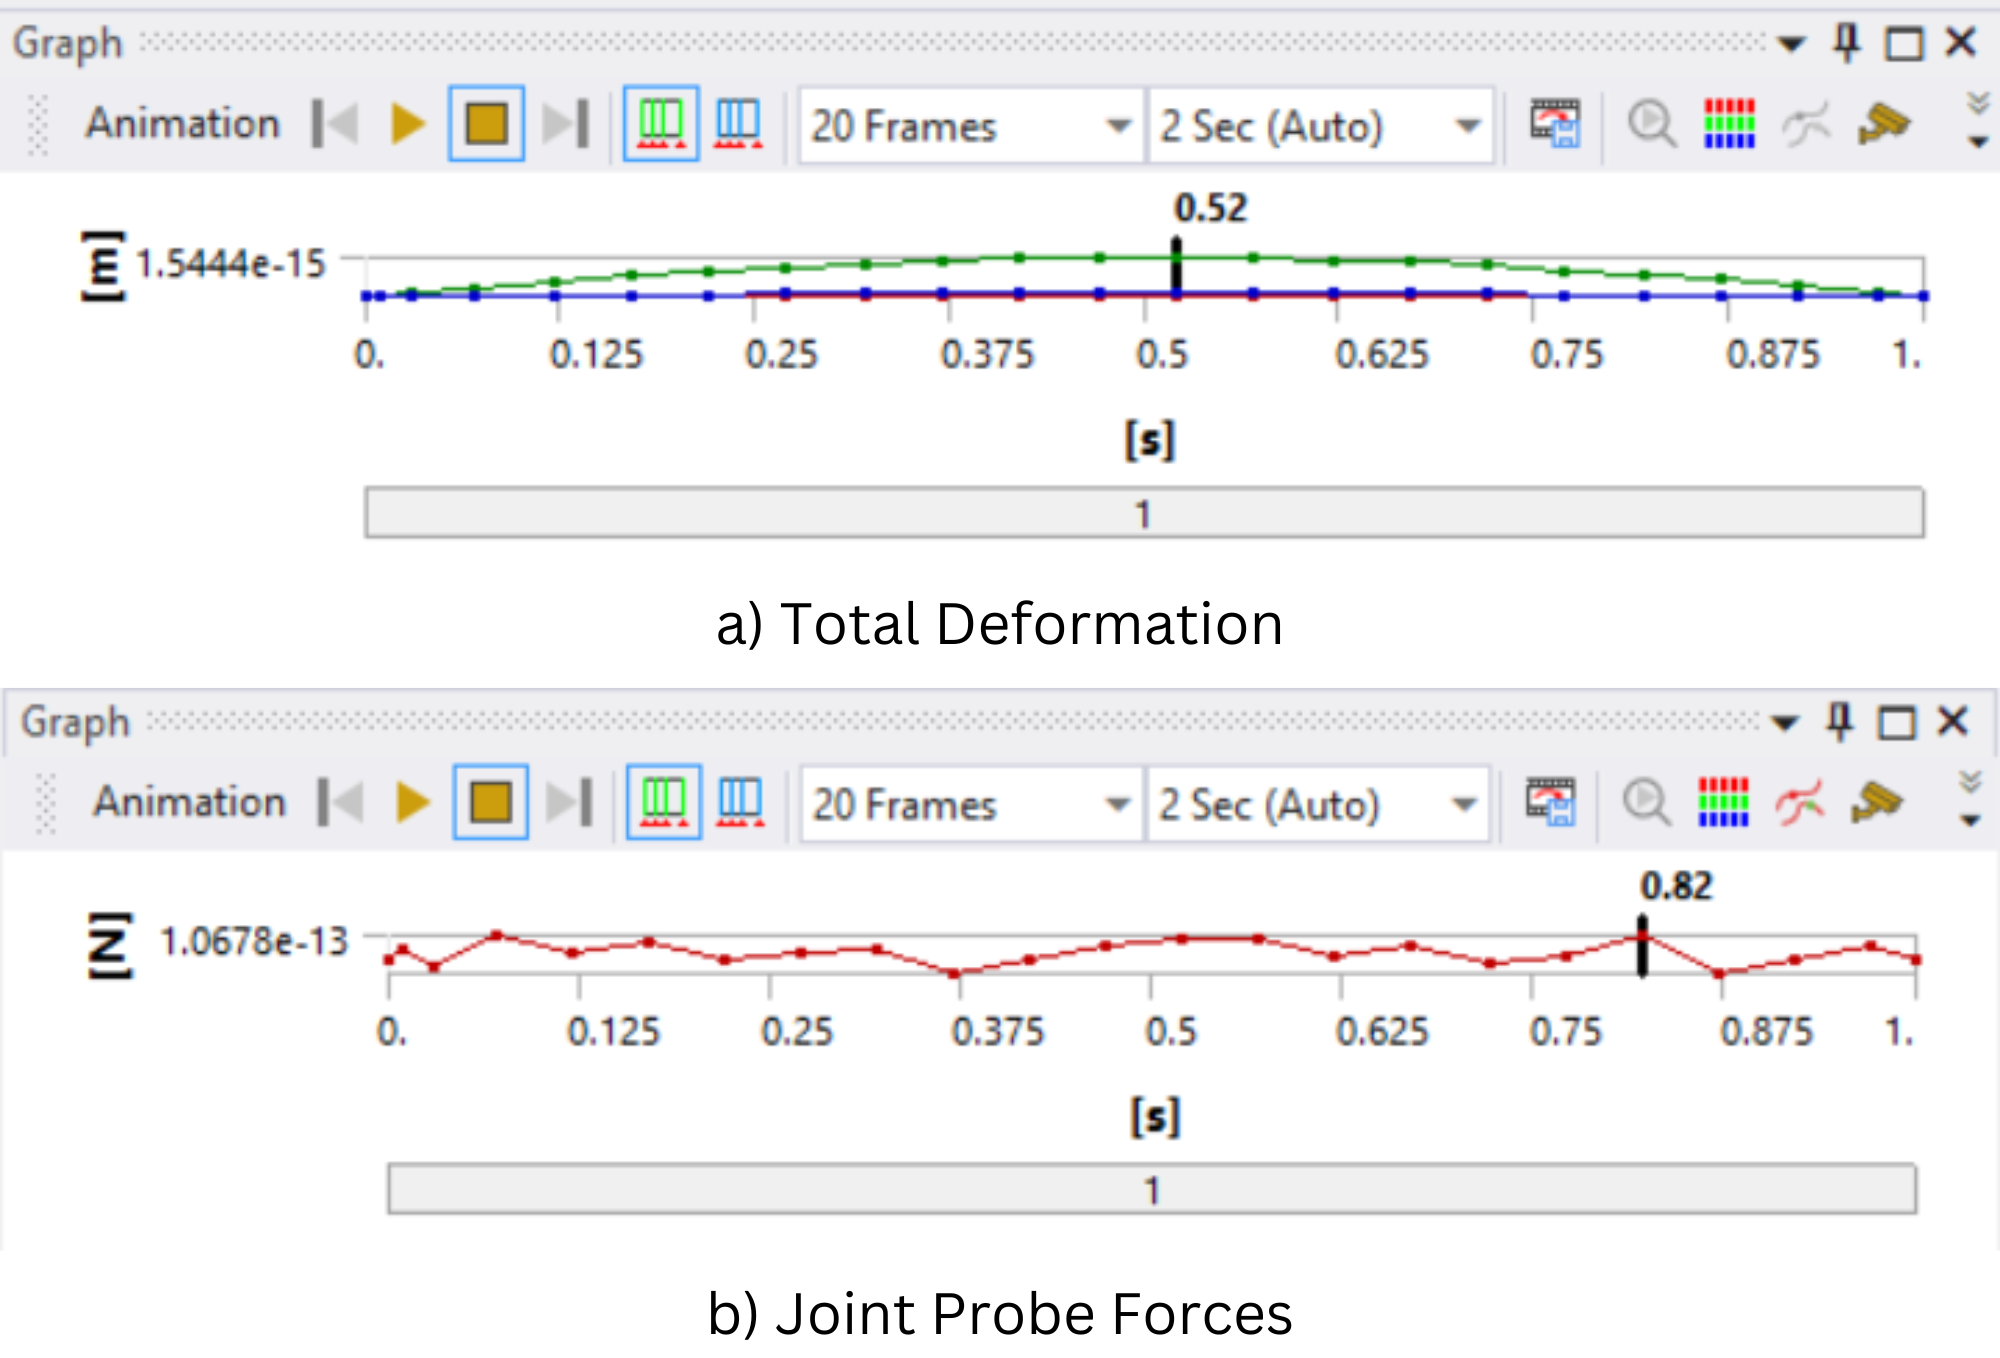 Graph
Animation 20 Frames 2 Sec (Auto)
0.52
[m] 1.5444e-15
0. 0.125 0.25 0.375 0.5 0.625 0.75 0.875 1.
[s]
1
a) Total Deformation
Graph
Animation 20 Frames 2 Sec (Auto)
0.82
[N] 1.0678e-13
0. 0.125 0.25 0.375 0.5 0.625 0.75 0.875 1.
[s]
1
b) Joint Probe Forces